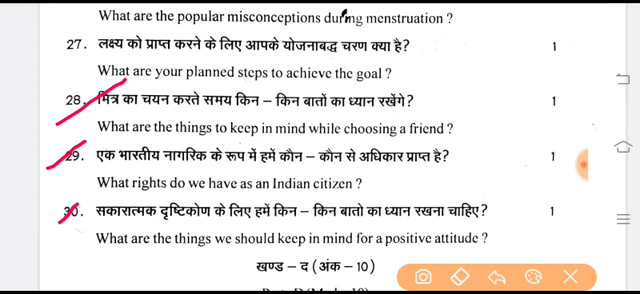 What are the popular misconceptions during menstruation ?
27. लक्ष्य को प्राप्त करने के लिए आपके योजनाबद्ध चरण क्या है? 1
What are your planned steps to achieve the goal ?
28. मित्र का चयन करते समय किन – किन बातों का ध्यान रखेंगे? 1
What are the things to keep in mind while choosing a friend ?
29. एक भारतीय नागरिक के रूप में हमें कौन – कौन से अधिकार प्राप्त है? 1
What rights do we have as an Indian citizen ?
30. सकारात्मक दृष्टिकोण के लिए हमें किन – किन बातो का ध्यान रखना चाहिए? 1
What are the things we should keep in mind for a positive attitude ?
खण्ड – द (अंक – 10)